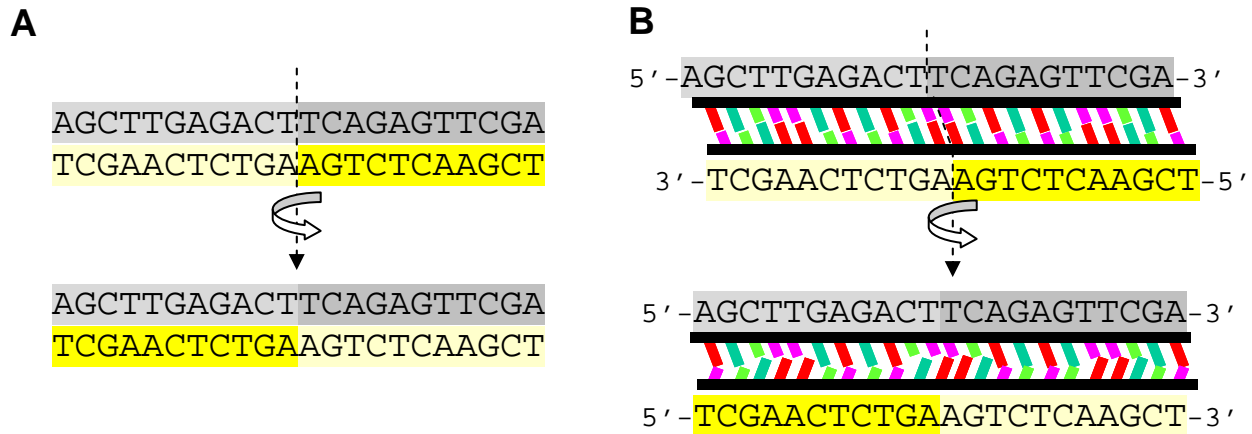 A
AGCTTGAGACTTCAGAGTTCGA
TCGAACTCTGAAGTCTCAAGCT
AGCTTGAGACTTCAGAGTTCGA
TCGAACTCTGAAGTCTCAAGCT
B
5′-AGCTTGAGACTTCAGAGTTCGA-3′
3′-TCGAACTCTGAAGTCTCAAGCT-5′
5′-AGCTTGAGACTTCAGAGTTCGA-3′
5′-TCGAACTCTGAAGTCTCAAGCT-3′